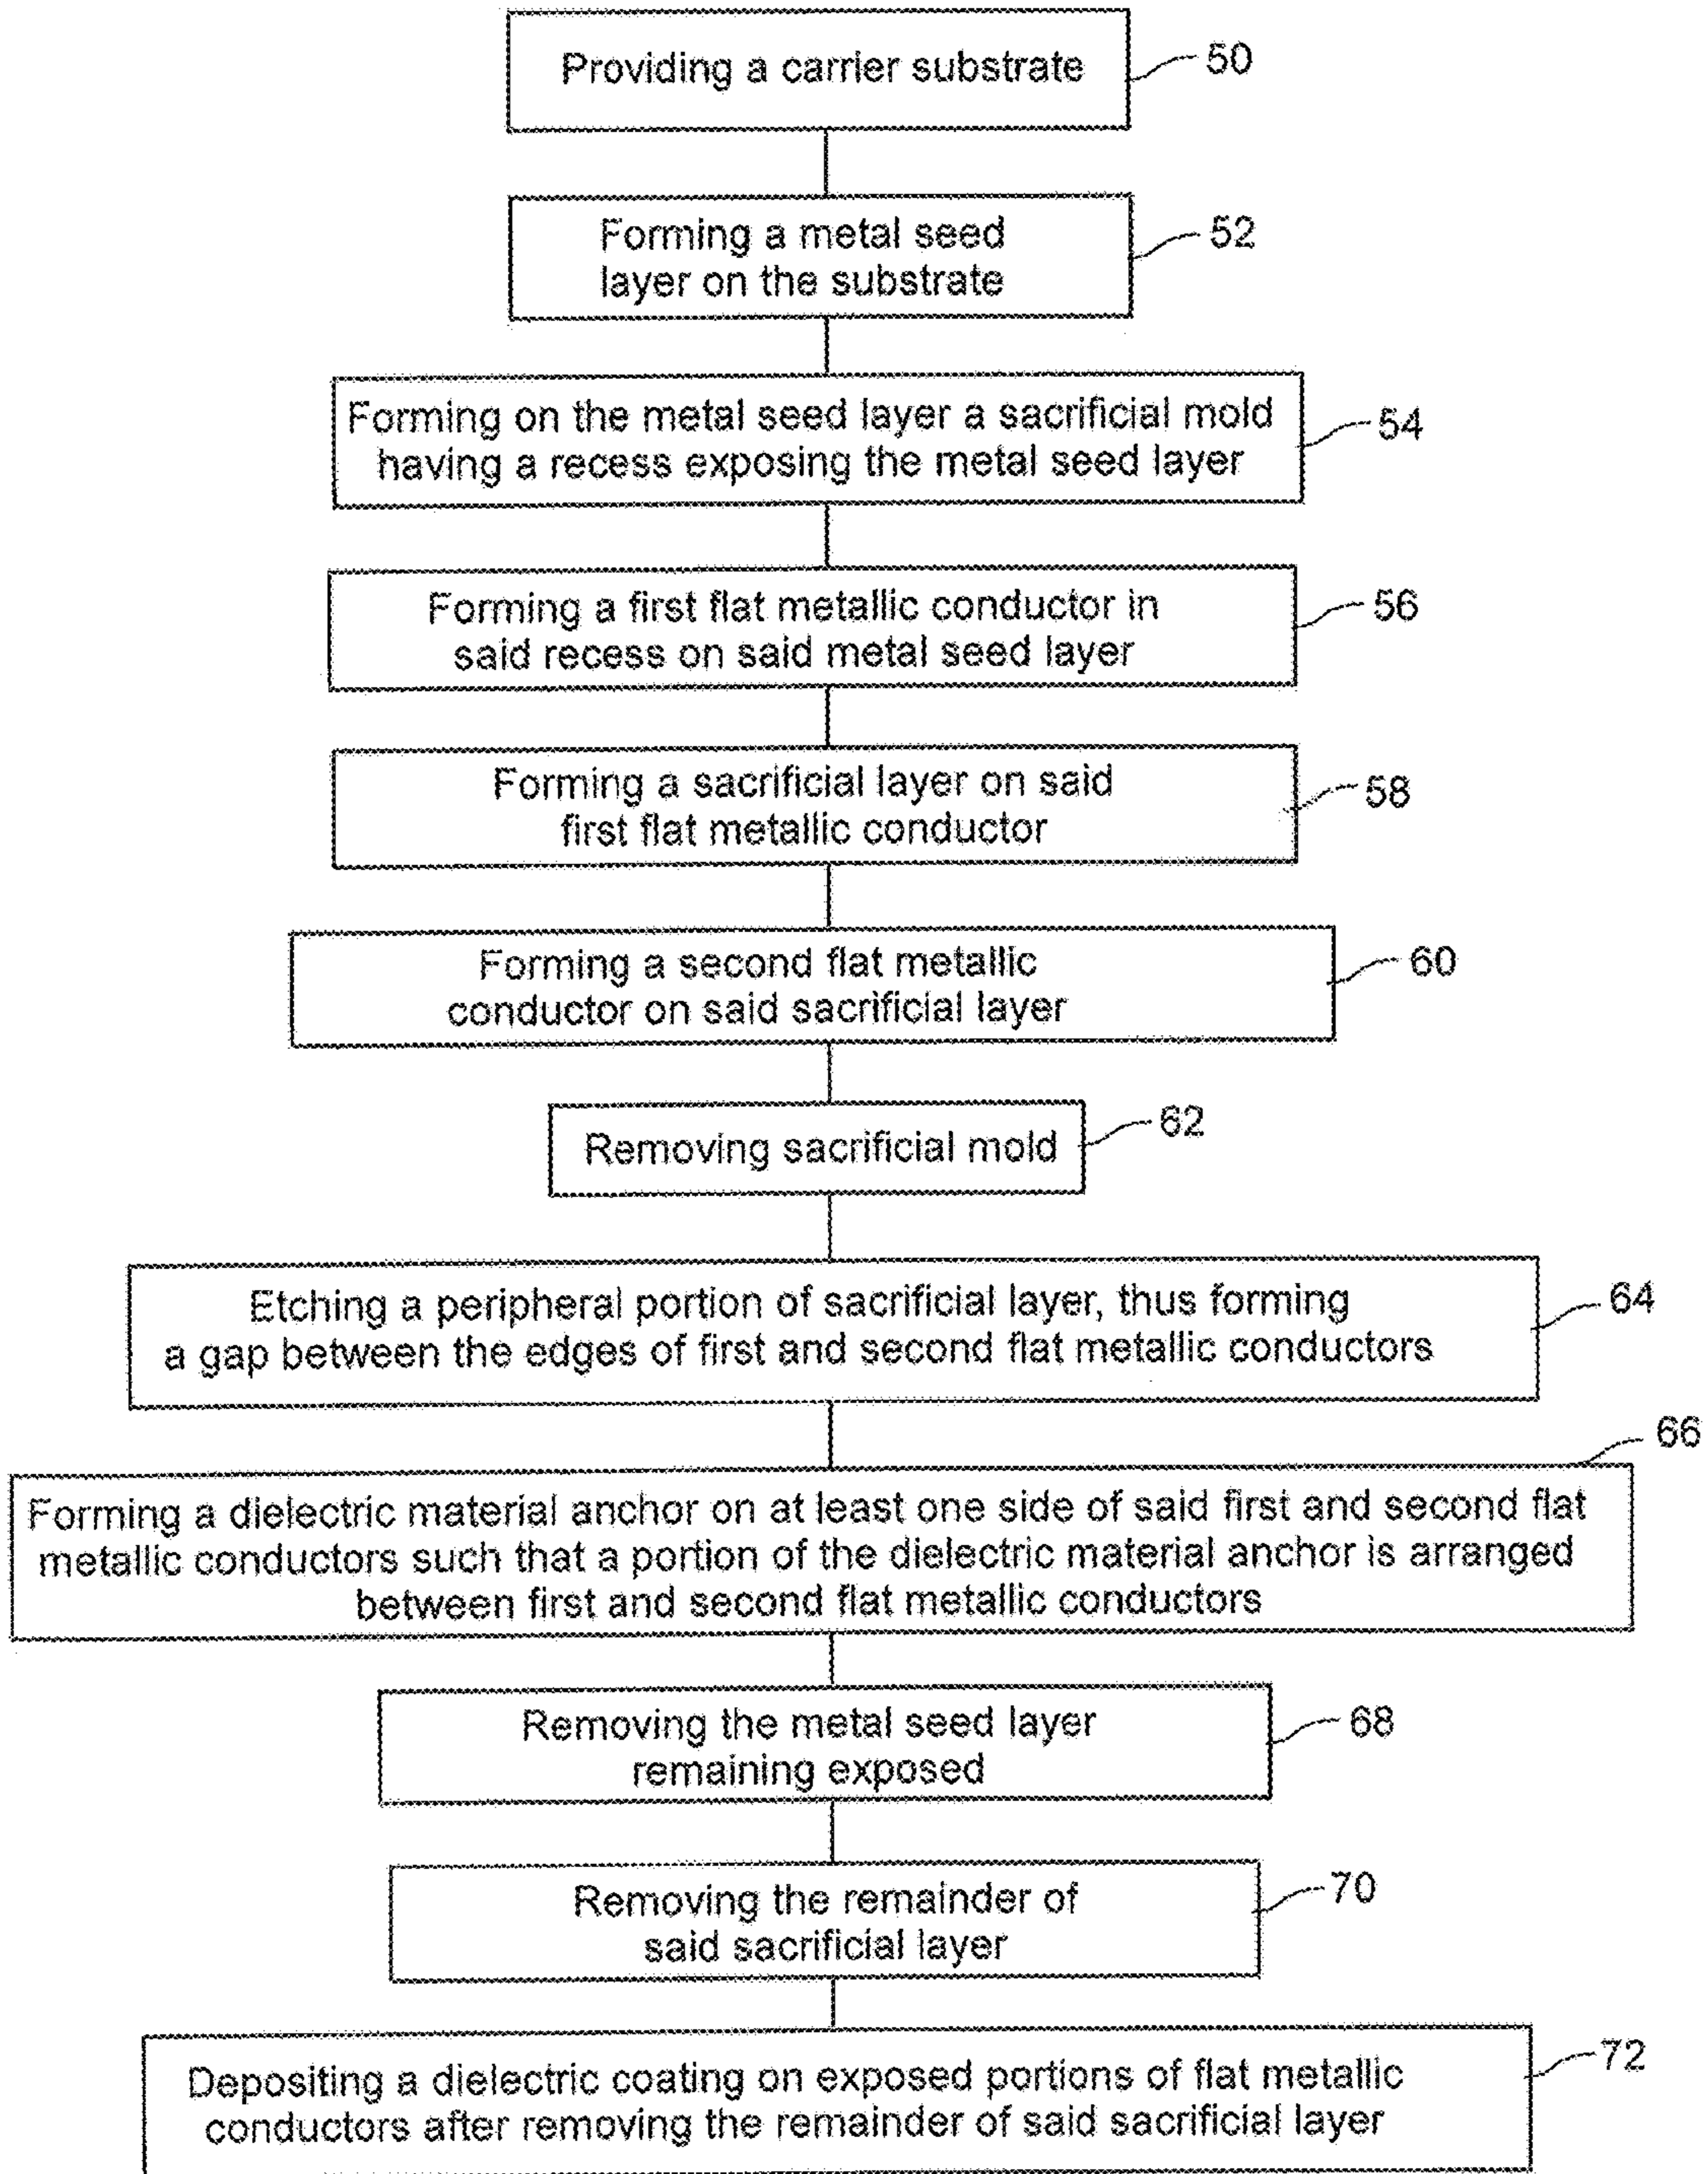 Providing a carrier substrate
50
Forming a metal seed
layer on the substrate
52
Forming on the metal seed layer a sacrificial mold
having a recess exposing the metal seed layer
54
Forming a first flat metallic conductor in
said recess on said metal seed layer
56
Forming a sacrificial layer on said
first flat metallic conductor
58
Forming a second flat metallic
conductor on said sacrificial layer
60
Removing sacrificial mold
62
Etching a peripheral portion of sacrificial layer, thus forming
a gap between the edges of first and second flat metallic conductors
64
66
Forming a dielectric material anchor on at least one side of said first and second flat
metallic conductors such that a portion of the dielectric material anchor is arranged
between first and second flat metallic conductors
Removing the metal seed layer
remaining exposed
68
Removing the remainder of
said sacrificial layer
70
Depositing a dielectric coating on exposed portions of flat metallic
conductors after removing the remainder of said sacrificial layer
72